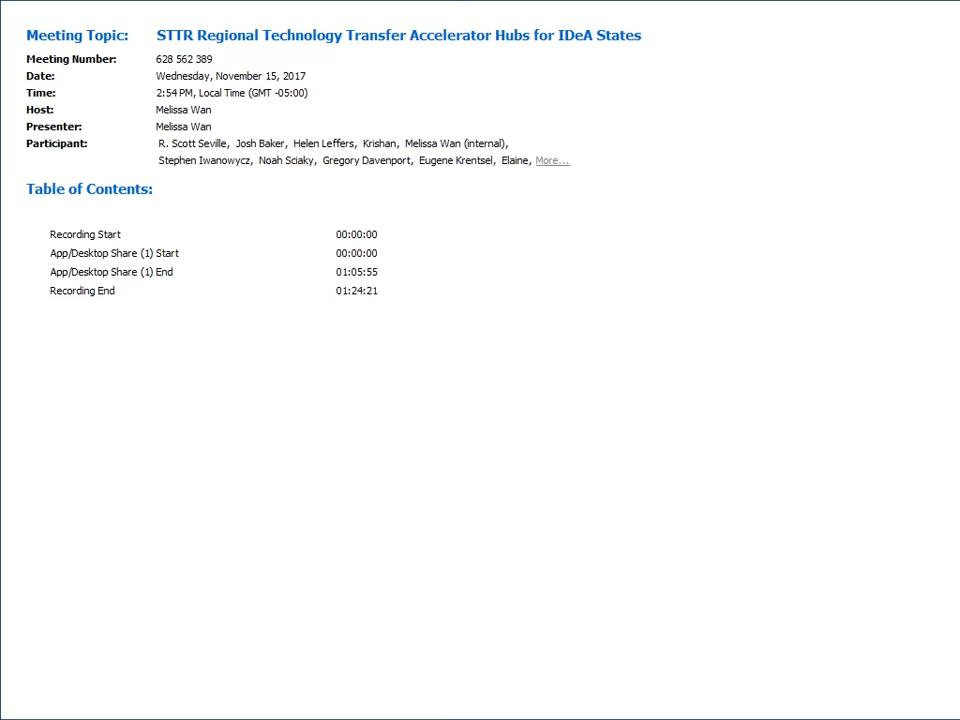 Meeting Topic: STTR Regional Technology Transfer Accelerator Hubs for IDeA States
Meeting Number: 628 562 389
Date: Wednesday, November 15, 2017
Time: 2:54 PM, Local Time (GMT -05:00)
Host: Melissa Wan
Presenter: Melissa Wan
Participant: R. Scott Seville, Josh Baker, Helen Leffers, Krishan, Melissa Wan (internal),
Stephen Iwanowycz, Noah Sciaky, Gregory Davenport, Eugene Krentsel, Elaine, More...
Table of Contents:
Recording Start 00:00:00
App/Desktop Share (1) Start 00:00:00
App/Desktop Share (1) End 01:05:55
Recording End 01:24:21